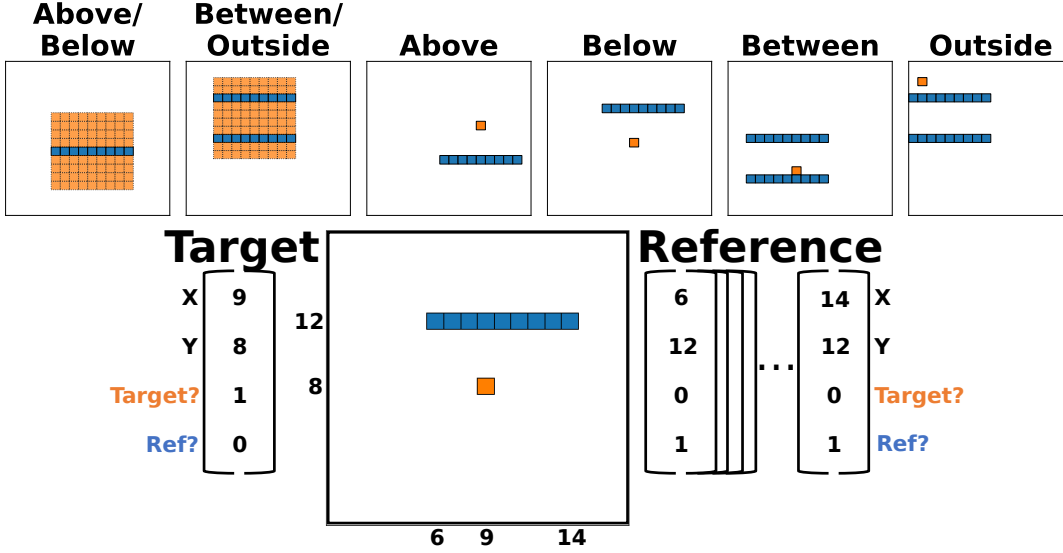 Above/
Below
Between/
Outside
Above
Below
Between
Outside
Target
Reference
X
9
Y
8
Target?
1
Ref?
0
12
8
6
9
14
6
12
0
1
...
14
X
12
Y
0
Target?
1
Ref?